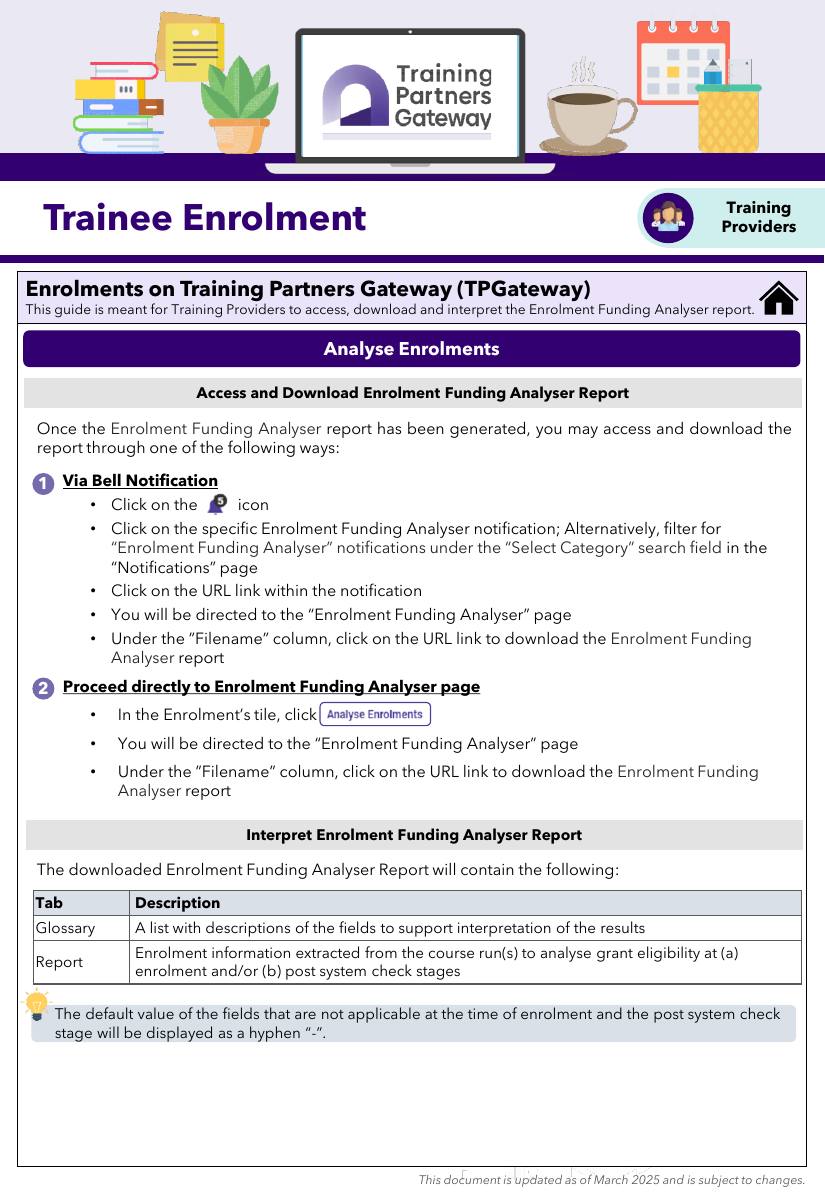 Training
Partners
Gateway
Trainee Enrolment
Training
Providers
Enrolments on Training Partners Gateway (TPGateway)
This guide is meant for Training Providers to access, download and interpret the Enrolment Funding Analyser report.
Analyse Enrolments
Access and Download Enrolment Funding Analyser Report
Once the Enrolment Funding Analyser report has been generated, you may access and download the
report through one of the following ways:
1 Via Bell Notification
• Click on the 5 icon
• Click on the specific Enrolment Funding Analyser notification; Alternatively, filter for
“Enrolment Funding Analyser” notifications under the “Select Category” search field in the
“Notifications” page
• Click on the URL link within the notification
• You will be directed to the “Enrolment Funding Analyser” page
• Under the “Filename” column, click on the URL link to download the Enrolment Funding
Analyser report
2 Proceed directly to Enrolment Funding Analyser page
• In the Enrolment’s tile, click Analyse Enrolments
• You will be directed to the “Enrolment Funding Analyser” page
• Under the “Filename” column, click on the URL link to download the Enrolment Funding
Analyser report
Interpret Enrolment Funding Analyser Report
The downloaded Enrolment Funding Analyser Report will contain the following:
Tab Description
Glossary A list with descriptions of the fields to support interpretation of the results
Report Enrolment information extracted from the course run(s) to analyse grant eligibility at (a)
enrolment and/or (b) post system check stages
The default value of the fields that are not applicable at the time of enrolment and the post system check
stage will be displayed as a hyphen “-”.
This document is updated as of March 2025 and is subject to changes.